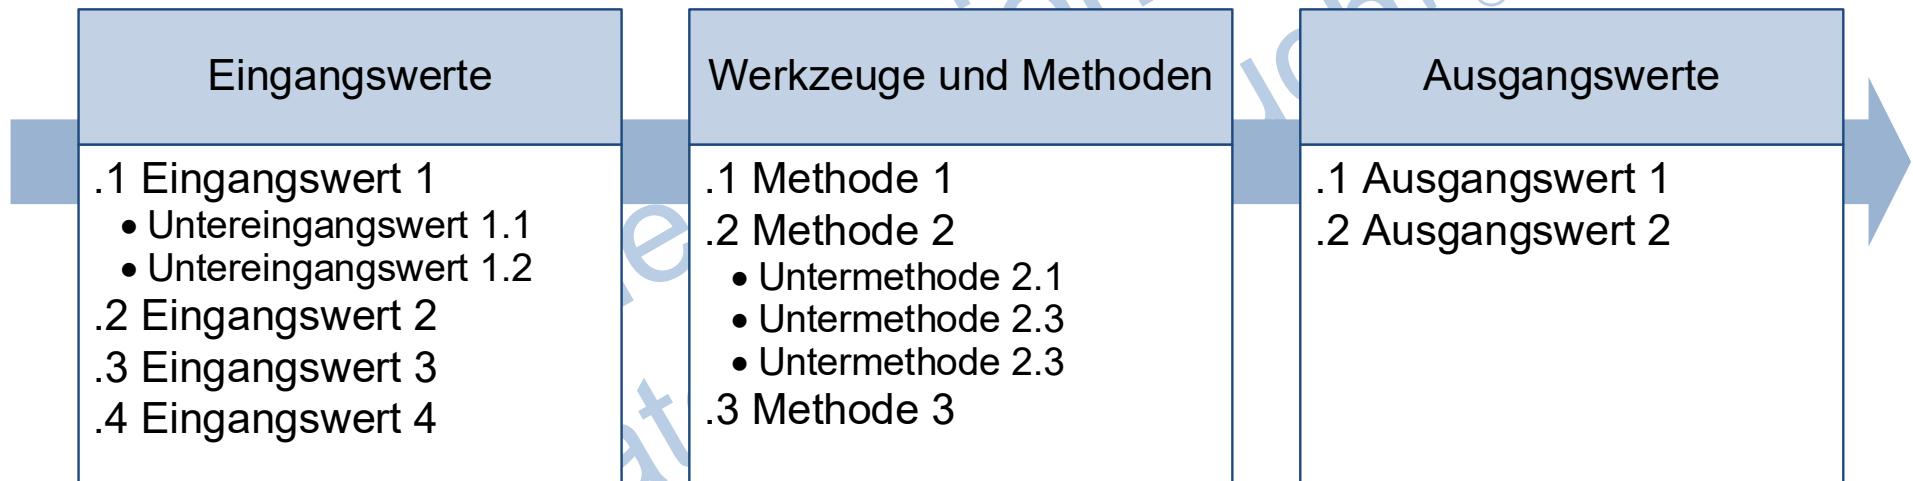 Eingangswerte
.1 Eingangswert 1
• Untereingangswert 1.1
• Untereingangswert 1.2
.2 Eingangswert 2
.3 Eingangswert 3
.4 Eingangswert 4
Werkzeuge und Methoden
.1 Methode 1
.2 Methode 2
• Untermethode 2.1
• Untermethode 2.3
• Untermethode 2.3
.3 Methode 3
Ausgangswerte
.1 Ausgangswert 1
.2 Ausgangswert 2